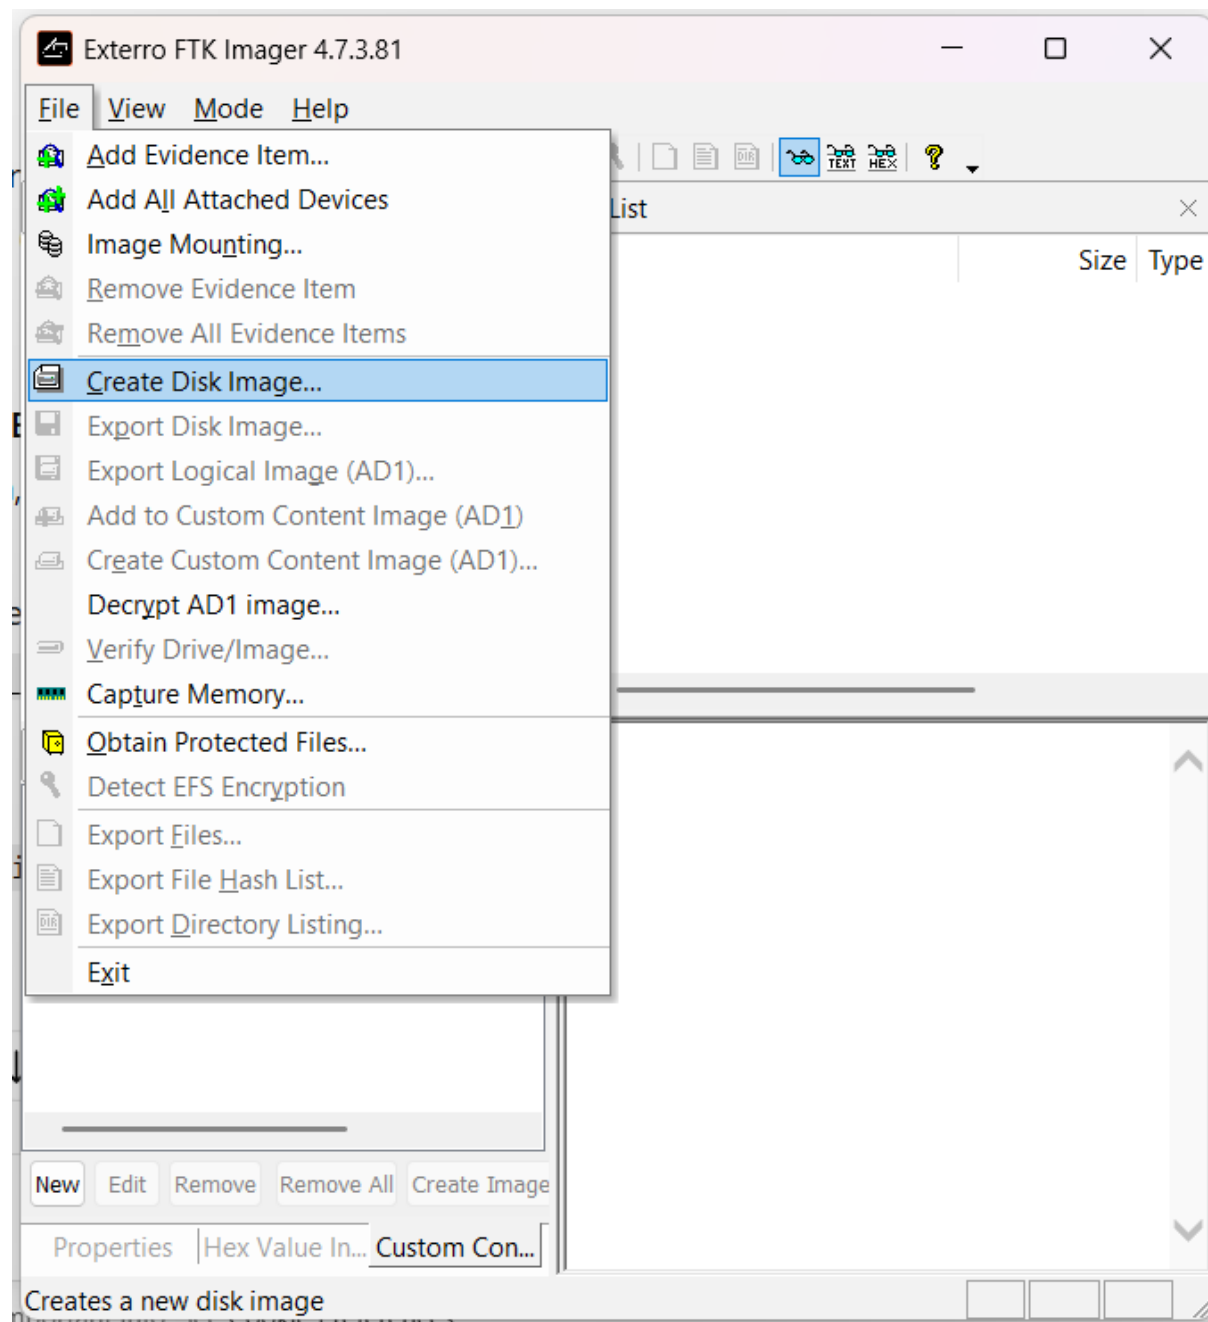 Exterro FTK Imager 4.7.3.81
File View Mode Help
Add Evidence Item...
Add All Attached Devices
Image Mounting...
Remove Evidence Item
Remove All Evidence Items
Create Disk Image...
Export Disk Image...
Export Logical Image (AD1)...
Add to Custom Content Image (AD1)
Create Custom Content Image (AD1)...
Decrypt AD1 image...
Verify Drive/Image...
Capture Memory...
Obtain Protected Files...
Detect EFS Encryption
Export Files...
Export File Hash List...
Export Directory Listing...
Exit
DIR TEXT HEX
List
Size Type
New Edit Remove Remove All Create Image
Properties Hex Value In... Custom Con...
Creates a new disk image